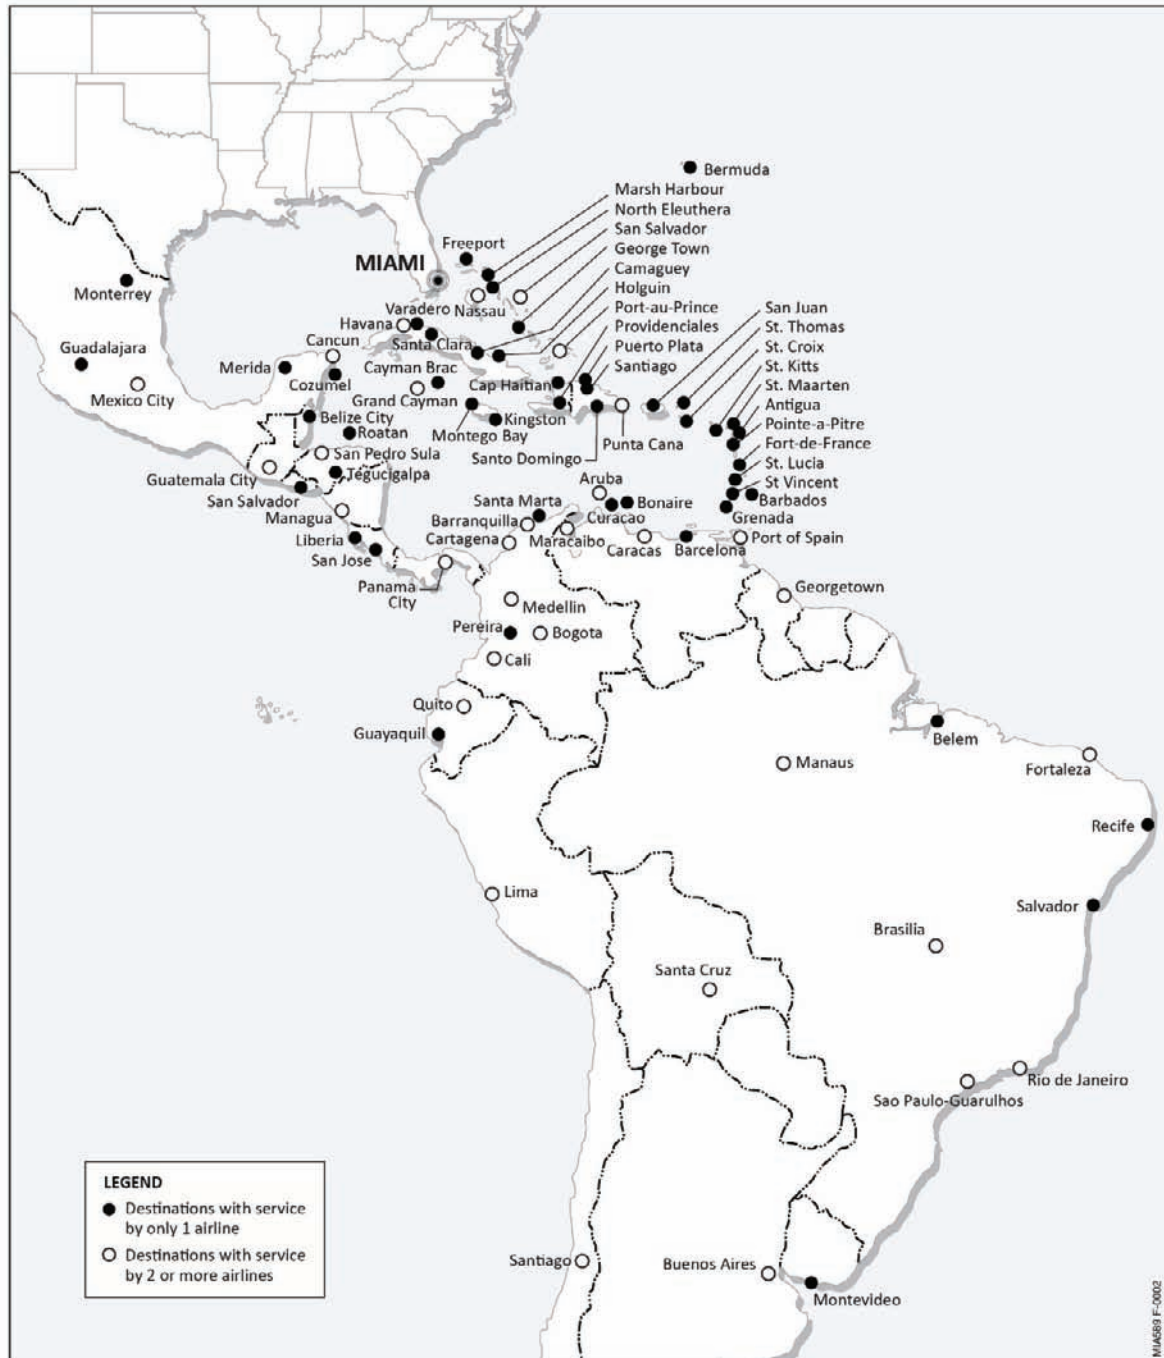 Bermuda
Marsh Harbour
North Eleuthera
San Salvador
George Town
Camaguey
Holguin
Port-au-Prince
Providenciales
Puerto Plata
Santiago
San Juan
St. Thomas
St. Croix
St. Kitts
St. Maarten
Antigua
Pointe-a-Pitre
Fort-de-France
St. Lucia
St Vincent
Barbados
Grenada
Port of Spain
Freeport
MIAMI
Monterrey
Varadero
Nassau
Havana
Santa Clara
Cancun
Guadalajara
Merida
Cozumel
Cayman Brac
Cap Haitian
Mexico City
Grand Cayman
Belize City
Kingston
Montego Bay
Roatan
Punta Cana
Santo Domingo
San Pedro Sula
Guatemala City
Tegucigalpa
Aruba
San Salvador
Santa Marta
Bonaire
Curacao
Managua
Barranquilla
Cartagena
Maracaibo
Caracas
Barcelona
Liberia
San Jose
Panama
City
Georgetown
Medellin
Pereira
Bogota
Cali
Quito
Guayaquil
Belem
Manaus
Fortaleza
Recife
Lima
Salvador
Brasilia
Santa Cruz
Rio de Janeiro
Sao Paulo-Guarulhos
Santiago
Buenos Aires
Montevideo
LEGEND
Destinations with service
by only 1 airline
Destinations with service
by 2 or more airlines
MIA589 F-0002